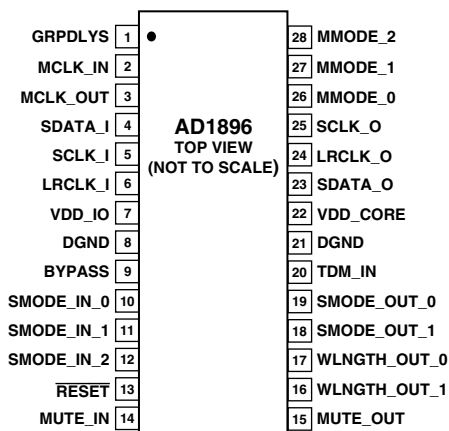 GRPDLYS 1
MCLK_IN 2
MCLK_OUT 3
SDATA_I 4
SCLK_I 5
LRCLK_I 6
VDD_IO 7
DGND 8
BYPASS 9
SMODE_IN_0 10
SMODE_IN_1 11
SMODE_IN_2 12
RESET 13
MUTE_IN 14
AD1896
TOP VIEW
(NOT TO SCALE)
28 MMODE_2
27 MMODE_1
26 MMODE_0
25 SCLK_O
24 LRCLK_O
23 SDATA_O
22 VDD_CORE
21 DGND
20 TDM_IN
19 SMODE_OUT_0
18 SMODE_OUT_1
17 WLNGTH_OUT_0
16 WLNGTH_OUT_1
15 MUTE_OUT